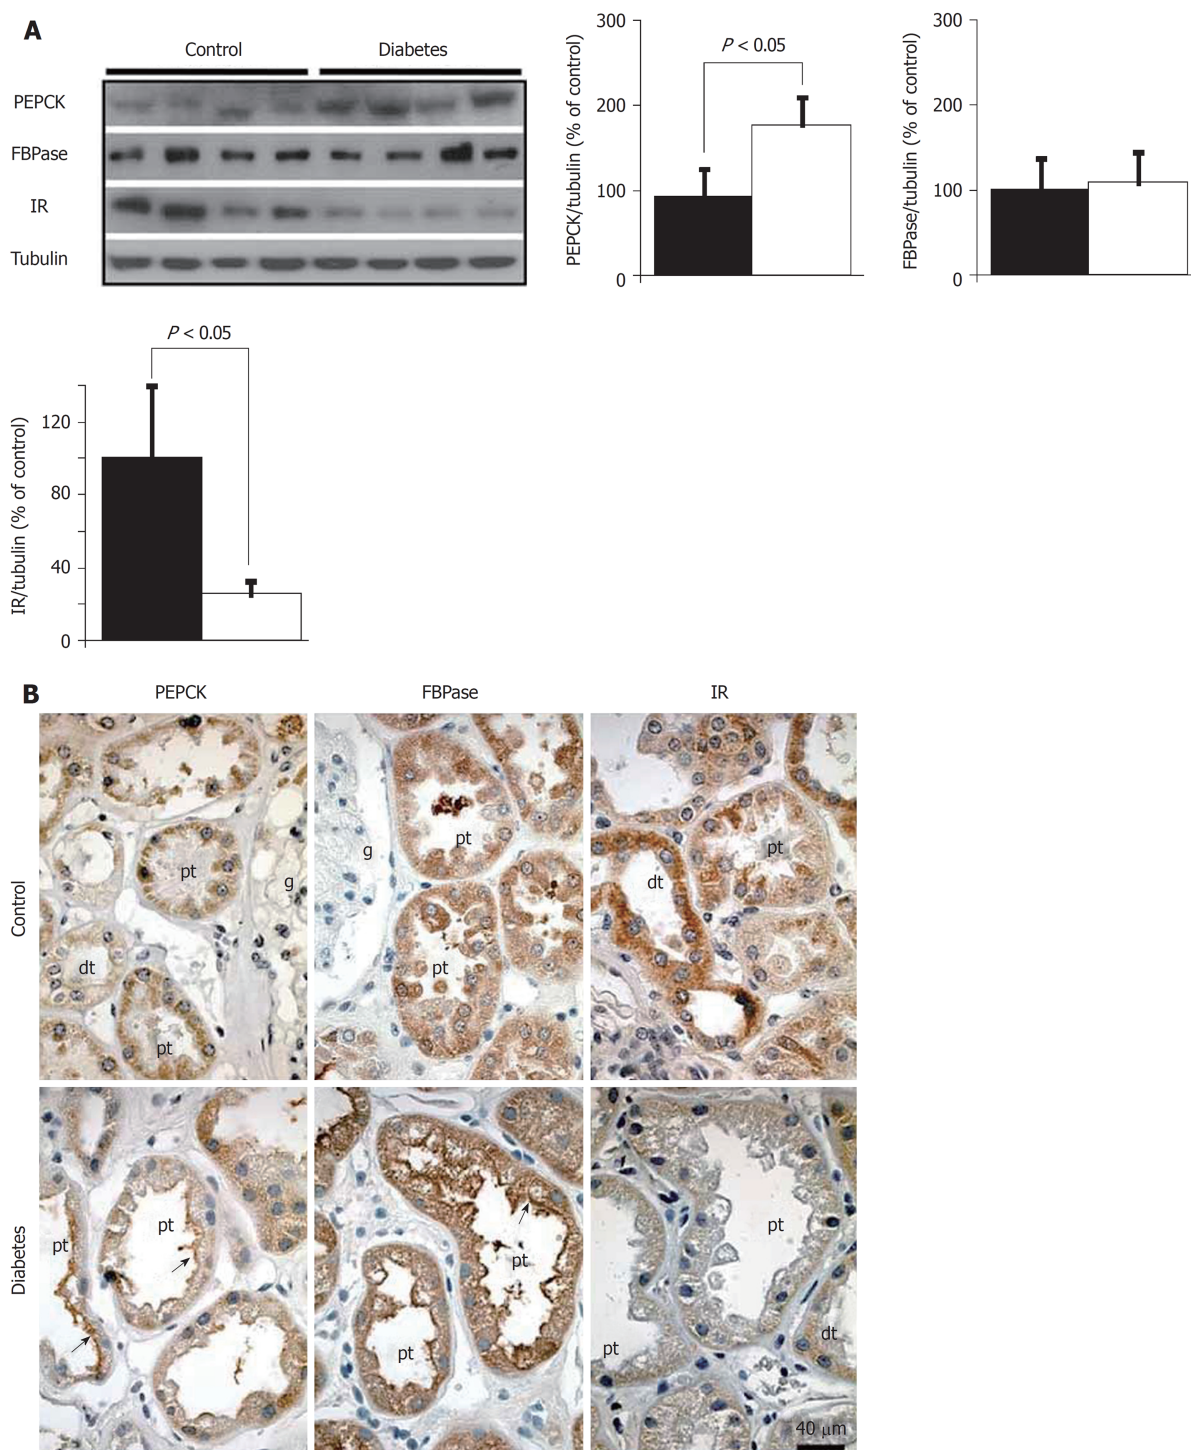 A
Control
Diabetes
PEPCK
FBPase
IR
Tubulin
300
200
100
0
PEPCK/tubulin (% of control)
P < 0.05
300
200
100
0
FBPase/tubulin (% of control)
P < 0.05
120
80
40
0
IR/tubulin (% of control)
B
PEPCK
FBPase
IR
Control
pt
g
dt
pt
g
pt
pt
dt
pt
Diabetes
pt
pt
pt
pt
pt
pt
dt
40 μm